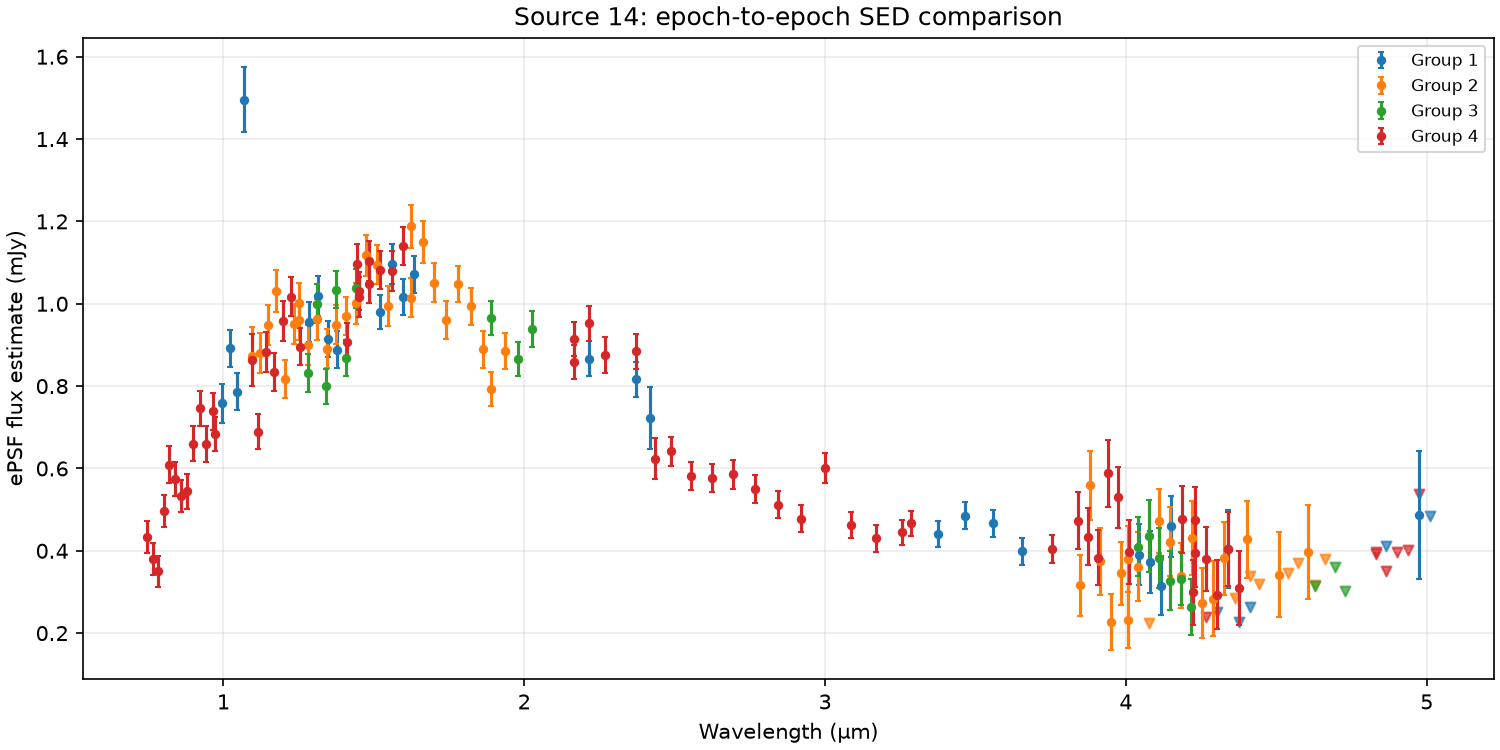 Source 14: epoch-to-epoch SED comparison
ePSF flux estimate (mJy)
1.6
1.4
1.2
1.0
0.8
0.6
0.4
0.2
Group 1
Group 2
Group 3
Group 4
1 2 3 4 5
Wavelength (μm)